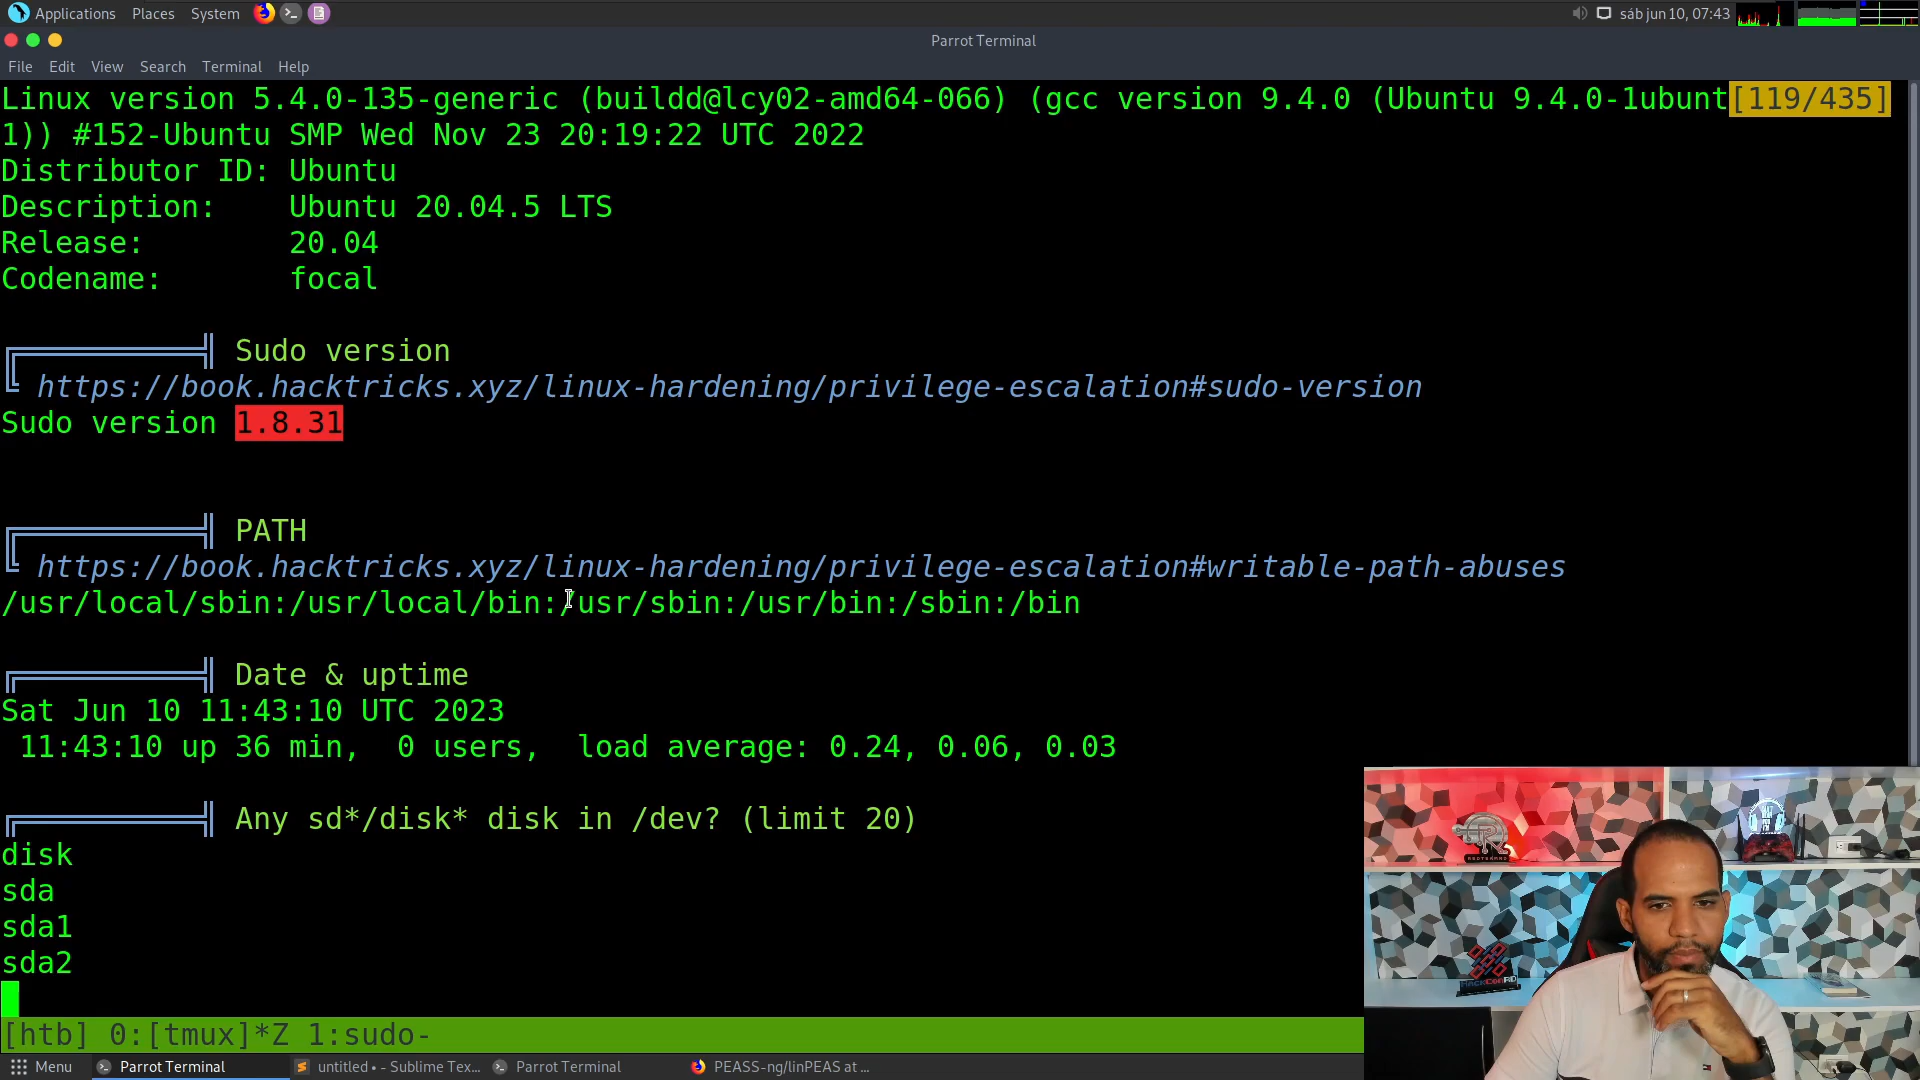 Applications Places System sáb jun 10, 07:43
Parrot Terminal
File Edit View Search Terminal Help
Linux version 5.4.0-135-generic (buildd@lcy02-amd64-066) (gcc version 9.4.0 (Ubuntu 9.4.0-1ubunt[119/435]
1)) #152-Ubuntu SMP Wed Nov 23 20:19:22 UTC 2022
Distributor ID: Ubuntu
Description: Ubuntu 20.04.5 LTS
Release: 20.04
Codename: focal
Sudo version
https://book.hacktricks.xyz/linux-hardening/privilege-escalation#sudo-version
Sudo version 1.8.31
PATH
https://book.hacktricks.xyz/linux-hardening/privilege-escalation#writable-path-abuses
/usr/local/sbin:/usr/local/bin:/usr/sbin:/usr/bin:/sbin:/bin
Date & uptime
Sat Jun 10 11:43:10 UTC 2023
11:43:10 up 36 min, 0 users, load average: 0.24, 0.06, 0.03
Any sd*/disk* disk in /dev? (limit 20)
disk
sda
sda1
sda2
[htb] 0:[tmux]*Z 1:sudo-
Menu Parrot Terminal untitled • - Sublime Tex... Parrot Terminal PEASS-ng/linPEAS at ...